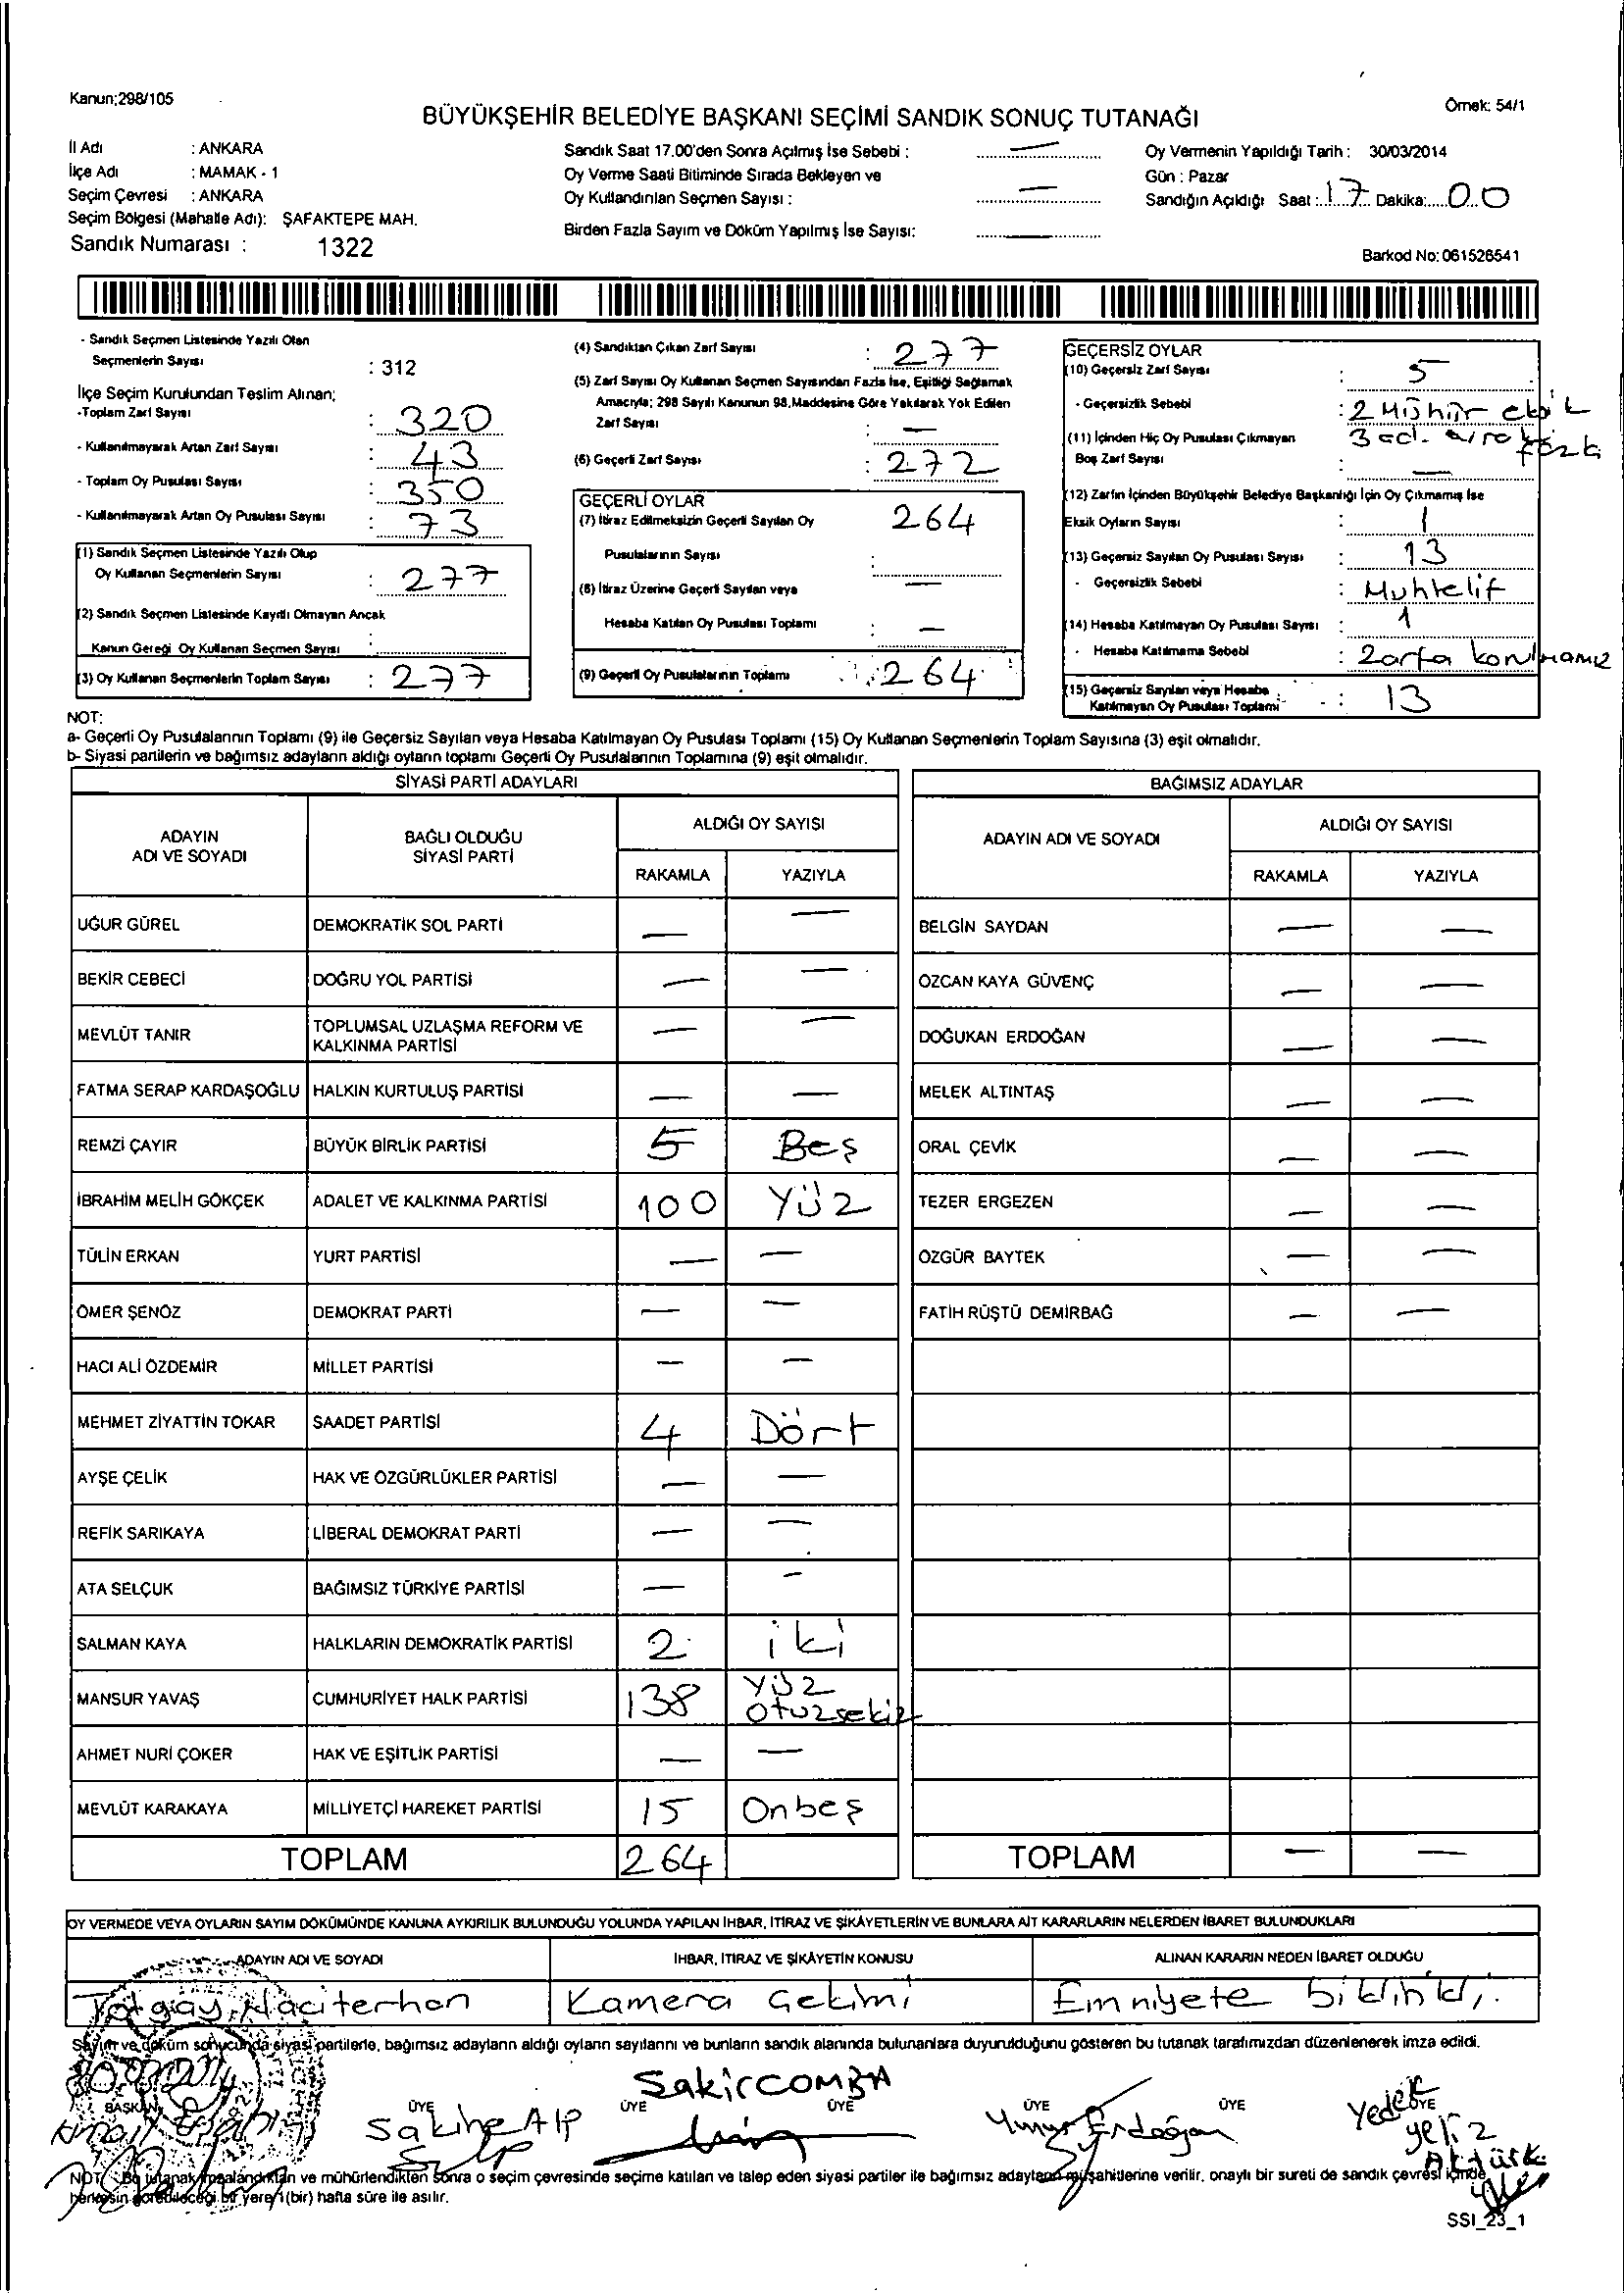 Kanun;298/105
Örnek: 54/1
BÜYÜKŞEHİR BELEDİYE BAŞKANI SEÇİMİ SANDIK SONUÇ TUTANAĞI
İl Adı : ANKARA
İlçe Adı : MAMAK - 1
Seçim Çevresi : ANKARA
Seçim Bölgesi (Mahalle Adı): ŞAFAKTEPE MAH.
Sandık Numarası : 1322
Sandık Saat 17.00'den Sonra Açılmış İse Sebebi : —
Oy Verme Saati Bitiminde Sırada Bekleyen ve
Oy Kullandırılan Seçmen Sayısı : —
Birden Fazla Sayım ve Döküm Yapılmış İse Sayısı: —
Oy Vermenin Yapıldığı Tarih : 30/03/2014
Gün : Pazar
Sandığın Açıldığı Saat : 17 Dakika: 00
Barkod No: 061526541
- Sandık Seçmen Listesinde Yazılı Olan
Seçmenlerin Sayısı : 312
İlçe Seçim Kurulundan Teslim Alınan;
-Toplam Zarf Sayısı : 320
- Kullanılmayarak Artan Zarf Sayısı : 43
- Toplam Oy Pusulası Sayısı : 350
- Kullanılmayarak Artan Oy Pusulası Sayısı : 73
(1) Sandık Seçmen Listesinde Yazılı Olup
Oy Kullanan Seçmenlerin Sayısı : 277
(2) Sandık Seçmen Listesinde Kayıtlı Olmayan Ancak
Kanun Gereği Oy Kullanan Seçmen Sayısı :
(3) Oy Kullanan Seçmenlerin Toplam Sayısı : 277
(4) Sandıktan Çıkan Zarf Sayısı : 277
(5) Zarf Sayısı Oy Kullanan Seçmen Sayısından Fazla İse, Eşitliği Sağlamak
Amacıyla; 298 Sayılı Kanunun 98.Maddesine Göre Yakılarak Yok Edilen
Zarf Sayısı : —
(6) Geçerli Zarf Sayısı : 272
GEÇERLİ OYLAR
(7) İtiraz Edilmeksizin Geçerli Sayılan Oy 264
Pusulalarının Sayısı :
(8) İtiraz Üzerine Geçerli Sayılan veya —
Hesaba Katılan Oy Pusulası Toplamı : —
(9) Geçerli Oy Pusulalarının Toplamı : 264
GEÇERSİZ OYLAR
(10) Geçersiz Zarf Sayısı : 5
- Geçersizlik Sebebi : 2 Mühür eksik
(11) İçinden Hiç Oy Pusulası Çıkmayan 3 ad. fazla
Boş Zarf Sayısı : —
(12) Zarfın İçinden Büyükşehir Belediye Başkanlığı İçin Oy Çıkmamış İse
Eksik Oyların Sayısı : 1
(13) Geçersiz Sayılan Oy Pusulası Sayısı : 13
- Geçersizlik Sebebi : Muhtelif
(14) Hesaba Katılmayan Oy Pusulası Sayısı : 1
- Hesaba Katılmama Sebebi : Zarfa konulmamış
(15) Geçersiz Sayılan veya Hesaba
Katılmayan Oy Pusulası Toplamı : 13
NOT:
a- Geçerli Oy Pusulalarının Toplamı (9) ile Geçersiz Sayılan veya Hesaba Katılmayan Oy Pusulası Toplamı (15) Oy Kullanan Seçmenlerin Toplam Sayısına (3) eşit olmalıdır.
b- Siyasi partilerin ve bağımsız adayların aldığı oyların toplamı Geçerli Oy Pusulalarının Toplamına (9) eşit olmalıdır.
SİYASİ PARTİ ADAYLARI
ADAYIN ADI VE SOYADI BAĞLI OLDUĞU SİYASİ PARTİ ALDIĞI OY SAYISI
RAKAMLA YAZIYLA
UĞUR GÜREL DEMOKRATİK SOL PARTİ — —
BEKİR CEBECİ DOĞRU YOL PARTİSİ — —
MEVLÜT TANIR TOPLUMSAL UZLAŞMA REFORM VE KALKINMA PARTİSİ — —
FATMA SERAP KARDAŞOĞLU HALKIN KURTULUŞ PARTİSİ — —
REMZİ ÇAYIR BÜYÜK BİRLİK PARTİSİ 5 Beş
İBRAHİM MELİH GÖKÇEK ADALET VE KALKINMA PARTİSİ 100 Yüz
TÜLİN ERKAN YURT PARTİSİ — —
ÖMER ŞENÖZ DEMOKRAT PARTİ — —
HACI ALİ ÖZDEMİR MİLLET PARTİSİ — —
MEHMET ZİYATTİN TOKAR SAADET PARTİSİ 4 Dört
AYŞE ÇELİK HAK VE ÖZGÜRLÜKLER PARTİSİ — —
REFİK SARIKAYA LİBERAL DEMOKRAT PARTİ — —
ATA SELÇUK BAĞIMSIZ TÜRKİYE PARTİSİ — —
SALMAN KAYA HALKLARIN DEMOKRATİK PARTİSİ 2 iki
MANSUR YAVAŞ CUMHURİYET HALK PARTİSİ 138 Yüz otuzsekiz
AHMET NURİ ÇOKER HAK VE EŞİTLİK PARTİSİ — —
MEVLÜT KARAKAYA MİLLİYETÇİ HAREKET PARTİSİ 15 Onbeş
TOPLAM 264
BAĞIMSIZ ADAYLAR
ADAYIN ADI VE SOYADI ALDIĞI OY SAYISI
RAKAMLA YAZIYLA
BELGİN SAYDAN — —
ÖZCAN KAYA GÜVENÇ — —
DOĞUKAN ERDOĞAN — —
MELEK ALTINTAŞ — —
ORAL ÇEVİK — —
TEZER ERGEZEN — —
ÖZGÜR BAYTEK — —
FATİH RÜŞTÜ DEMİRBAĞ — —
TOPLAM — —
OY VERMEDE VEYA OYLARIN SAYIM DÖKÜMÜNDE KANUNA AYKIRILIK BULUNDUĞU YOLUNDA YAPILAN İHBAR, İTİRAZ VE ŞİKÂYETLERİN VE BUNLARA AİT KARARLARIN NELERDEN İBARET BULUNDUKLARI
ADAYIN ADI VE SOYADI İHBAR, İTİRAZ VE ŞİKÂYETİN KONUSU ALINAN KARARIN NEDEN İBARET OLDUĞU
Kamera Çekimi Emniyete
Sayım ve döküm sonucunda siyasi partilerle, bağımsız adayların aldığı oyların sayılarını ve bunların sandık alanında bulunanlara duyurulduğunu gösteren bu tutanak tarafımızdan düzenlenerek imza edildi.
BAŞKAN ÜYE ÜYE ÜYE ÜYE ÜYE ÜYE
Sakine Alp
Sakir COMBA
Erdoğan
Yedek
Yeliz
Aktürk
NOT: Bu tutanak imzalandıktan ve mühürlendikten sonra o seçim çevresinde seçime katılan ve talep eden siyasi partiler ile bağımsız adayların müşahitlerine verilir, onaylı bir sureti de sandık çevresi içinde
herkesin görebileceği bir yere 1(bir) hafta süre ile asılır.
SSI_23_1